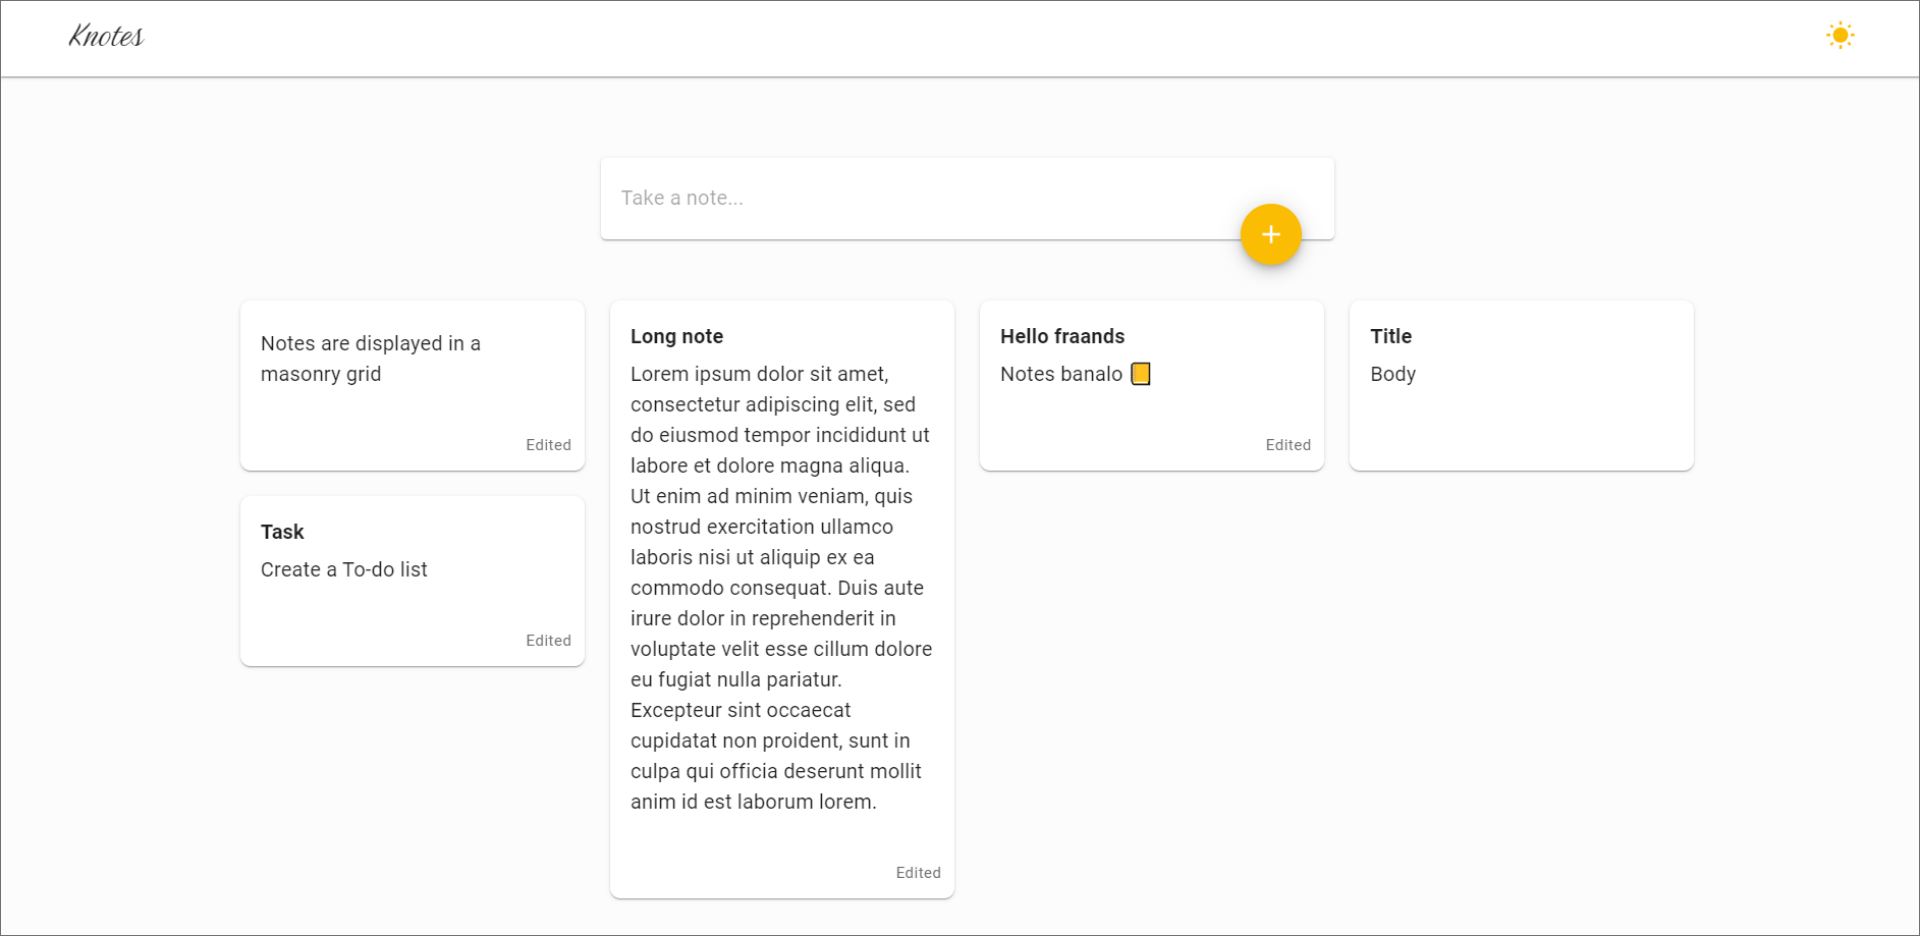 Knotes
Take a note...
Notes are displayed in a
masonry grid
Edited
Task
Create a To-do list
Edited
Long note
Lorem ipsum dolor sit amet,
consectetur adipiscing elit, sed
do eiusmod tempor incididunt ut
labore et dolore magna aliqua.
Ut enim ad minim veniam, quis
nostrud exercitation ullamco
laboris nisi ut aliquip ex ea
commodo consequat. Duis aute
irure dolor in reprehenderit in
voluptate velit esse cillum dolore
eu fugiat nulla pariatur.
Excepteur sint occaecat
cupidatat non proident, sunt in
culpa qui officia deserunt mollit
anim id est laborum lorem.
Edited
Hello fraands
Notes banalo 📒
Edited
Title
Body